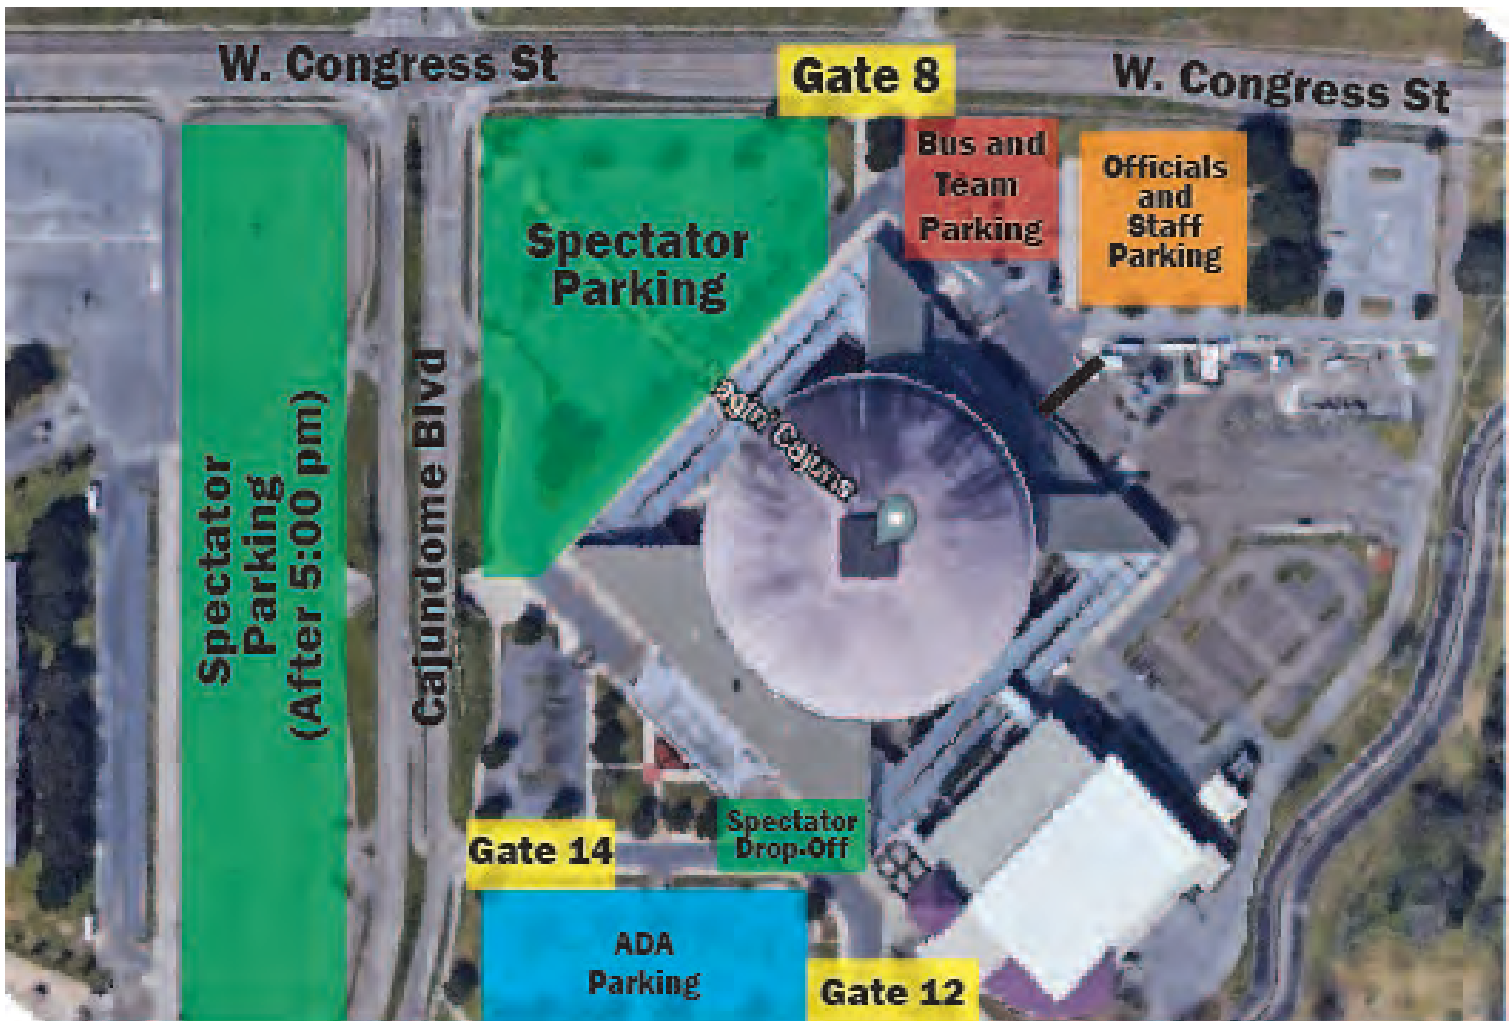 W. Congress St
Gate 8
W. Congress St
Bus and
Team
Parking
Officials
and
Staff
Parking
Spectator
Parking
Spectator
Parking
(After 5:00 pm)
Cajundome Blvd
Cajuns
Spectator
Drop-Off
Gate 14
ADA
Parking
Gate 12